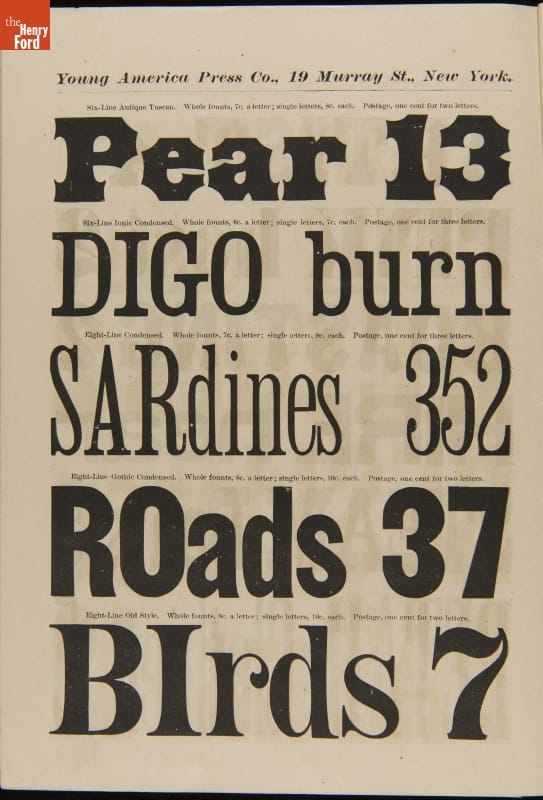 the
Henry
Ford
Young America Press Co., 19 Murray St., New York.
Six-Line Antique Tuscan. Whole founts, 7c. a letter; single letters, 8c. each. Postage, one cent for two letters.
Pear 13
Six-Line Ionic Condensed. Whole founts, 6c. a letter; single letters, 7c. each. Postage, one cent for three letters.
DIGO burn
Eight-Line Condensed. Whole founts, 7c. a letter; single letters, 9c. each. Postage, one cent for three letters.
SARdines 352
Eight-Line Gothic Condensed. Whole founts, 8c. a letter; single letters, 10c. each. Postage, one cent for two letters.
ROads 37
Eight-Line Old Style. Whole founts, 8c. a letter; single letters, 10c. each. Postage, one cent for two letters.
BIrds 7